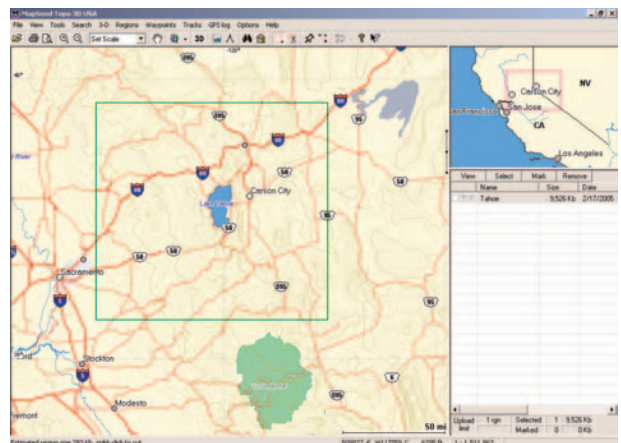 MapSend Topo 3D USA
File View Tools Search 3-D Regions Waypoints Tracks GPS log Options Help
Set Scale
3D
395
80
95
395
80
50
80
80
50
Carson City
50
95
50
50
Sacramento
5
395
95
Stockton
5
6
Modesto
395
50 mi
NV
Carson City
San Francisco
San Jose
CA
Los Angeles
View Select Mark Remove
Name Size Date
Tahoe 9,526 Kb 2/17/2005
Upload limit 1 rgn Selected 1 9,526 Kb
Marked 0 0 Kb